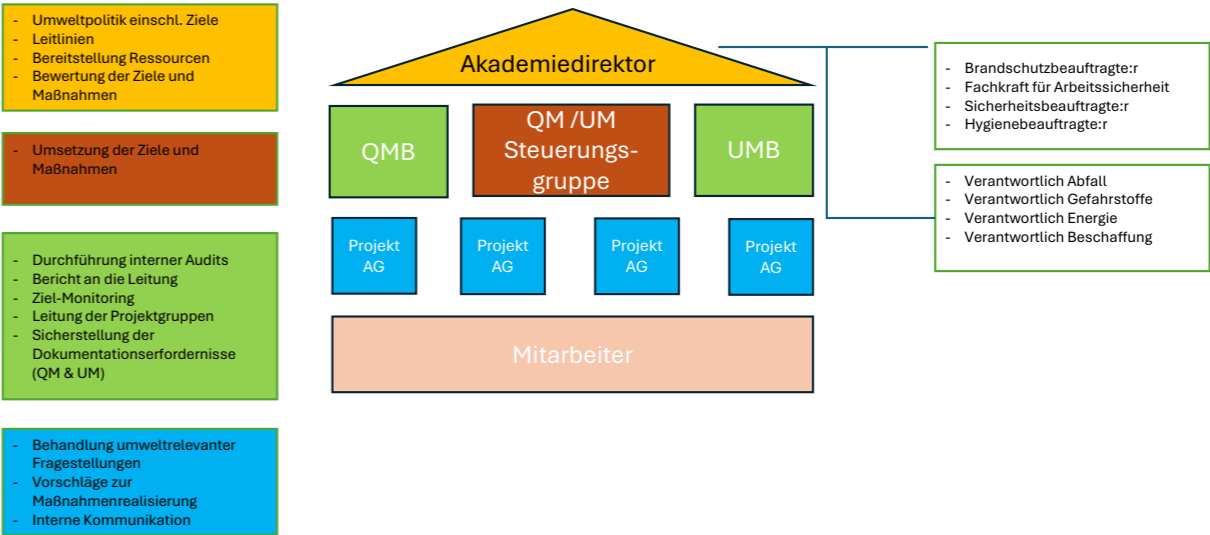 - Umweltpolitik einschl. Ziele
- Leitlinien
- Bereitstellung Ressourcen
- Bewertung der Ziele und
Maßnahmen
- Umsetzung der Ziele und
Maßnahmen
- Durchführung interner Audits
- Bericht an die Leitung
- Ziel-Monitoring
- Leitung der Projektgruppen
- Sicherstellung der
Dokumentationserfordernisse
(QM & UM)
- Behandlung umweltrelevanter
Fragestellungen
- Vorschläge zur
Maßnahmenrealisierung
- Interne Kommunikation
Akademiedirektor
QMB
QM /UM
Steuerungs-
gruppe
UMB
Projekt
AG
Projekt
AG
Projekt
AG
Projekt
AG
Mitarbeiter
- Brandschutzbeauftragte:r
- Fachkraft für Arbeitssicherheit
- Sicherheitsbeauftragte:r
- Hygienebeauftragte:r
- Verantwortlich Abfall
- Verantwortlich Gefahrstoffe
- Verantwortlich Energie
- Verantwortlich Beschaffung